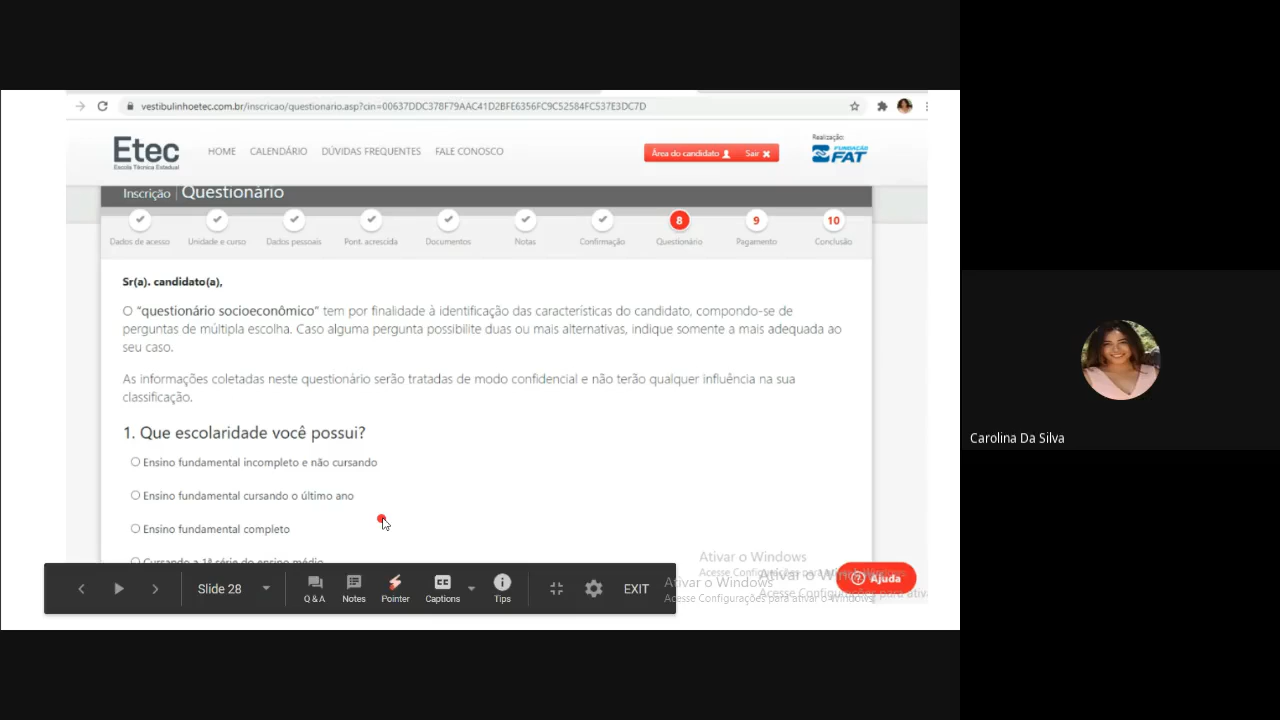 vestibulinhoetec.com.br/inscricao/questionario.asp?cin=00637DDC378F79AAC41D2BFE6356FC9C52584FC537E3DC7D
Etec
Escola Técnica Estadual
HOME CALENDÁRIO DÚVIDAS FREQUENTES FALE CONOSCO
Área do candidato Sair
Realização:
FUNDAÇÃO
FAT
Inscrição | Questionário
8 9 10
Dados de acesso Unidade e curso Dados pessoais Pont. acrescida Documentos Notas Confirmação Questionário Pagamento Conclusão
Sr(a). candidato(a),
O "questionário socioeconômico" tem por finalidade à identificação das características do candidato, compondo-se de
perguntas de múltipla escolha. Caso alguma pergunta possibilite duas ou mais alternativas, indique somente a mais adequada ao
seu caso.
As informações coletadas neste questionário serão tratadas de modo confidencial e não terão qualquer influência na sua
classificação.
1. Que escolaridade você possui?
Ensino fundamental incompleto e não cursando
Ensino fundamental cursando o último ano
Ensino fundamental completo
Cursando a 1ª série do ensino médio
Slide 28
Q&A Notes Pointer Captions Tips EXIT
Ativar o Windows
Ativar o Windows
Acesse Configurações para ativar o Windows.
Ajuda
Carolina Da Silva